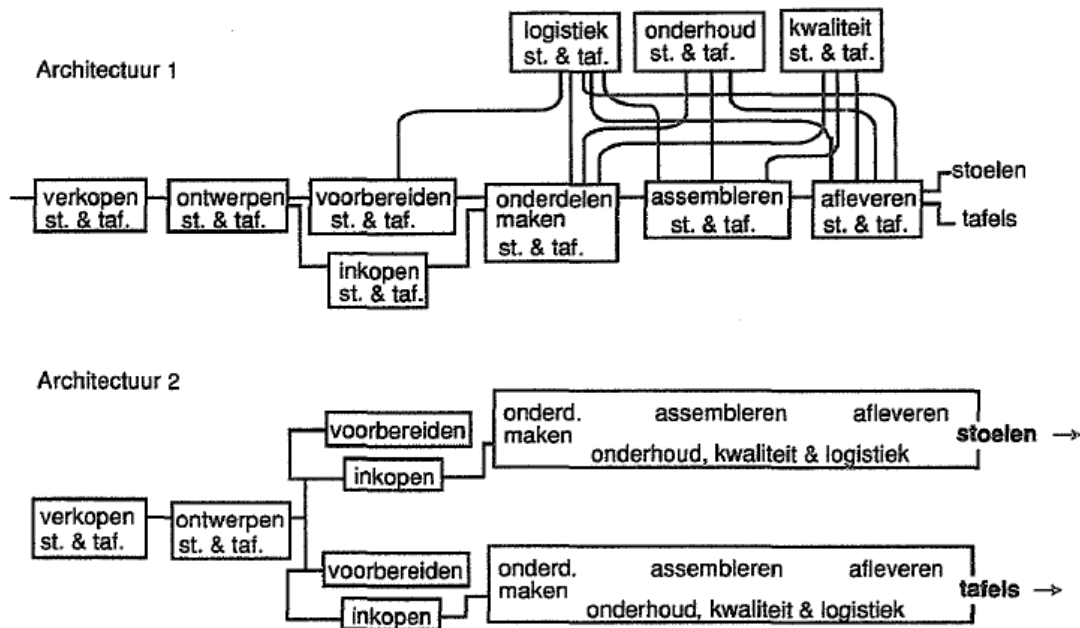 Architectuur 1
logistiek
st. & taf.
onderhoud
st. & taf.
kwaliteit
st. & taf.
verkopen
st. & taf.
ontwerpen
st. & taf.
voorbereiden
st. & taf.
inkopen
st. & taf.
onderdelen
maken
st. & taf.
assembleren
st. & taf.
afleveren
st. & taf.
stoelen
tafels
Architectuur 2
verkopen
st. & taf.
ontwerpen
st. & taf.
voorbereiden
inkopen
onderd. assembleren afleveren
maken
onderhoud, kwaliteit & logistiek
stoelen
voorbereiden
inkopen
onderd. assembleren afleveren
maken
onderhoud, kwaliteit & logistiek
tafels